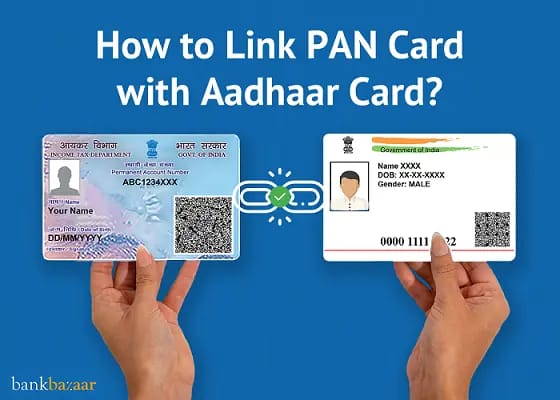 How to Link PAN Card
with Aadhaar Card?
आयकर विभाग
भारत सरकार
INCOME TAX DEPARTMENT
GOVT. OF INDIA
स्थायी लेखा संख्या
Permanent Account Number
ABC1234XXX
नाम / Name
Your Name
DD/MM/YYYY
Government of India
Name XXXX
DOB: XX-XX-XXXX
Gender: MALE
0000 1111 22
bankbazaar